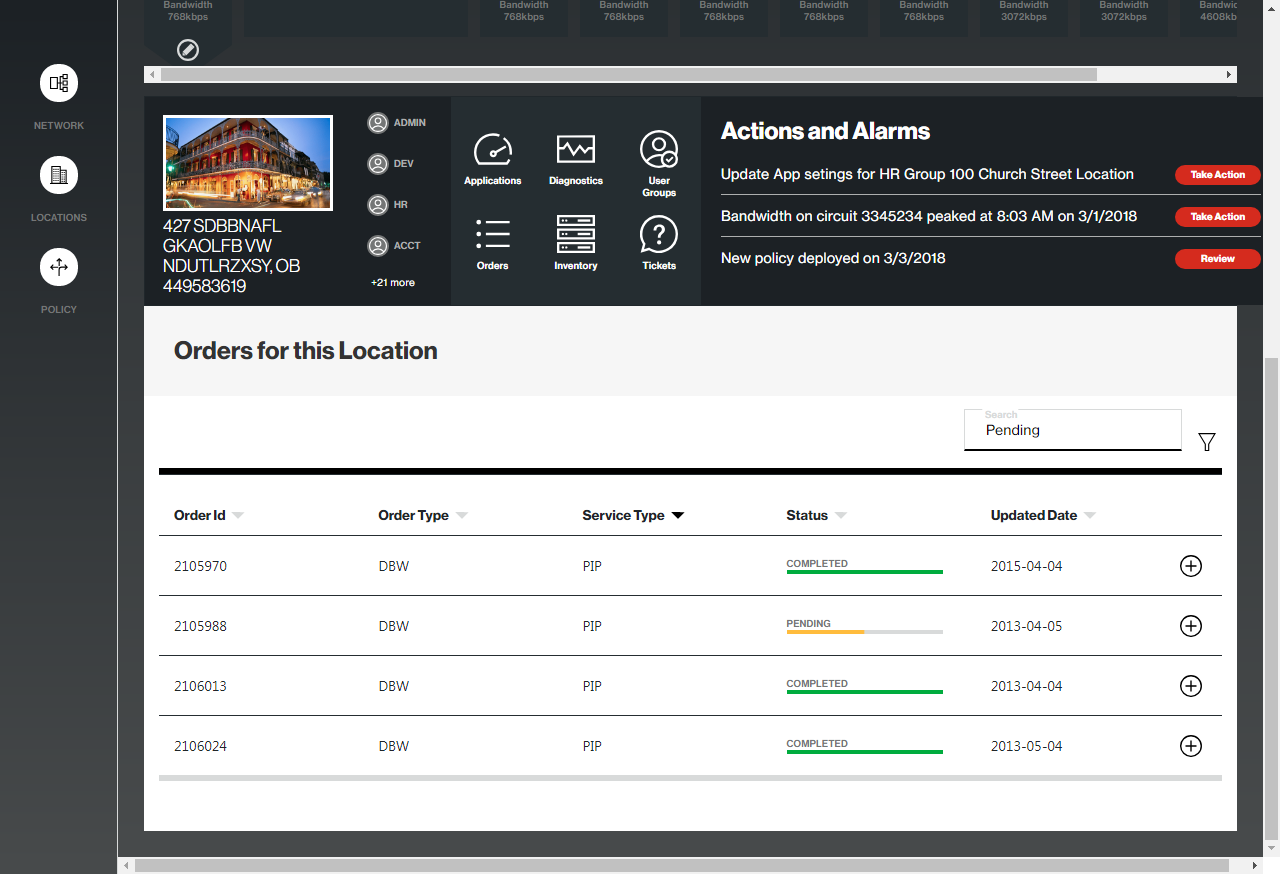 Bandwidth 768kbps
Bandwidth 768kbps
Bandwidth 768kbps
Bandwidth 768kbps
Bandwidth 768kbps
Bandwidth 768kbps
Bandwidth 3072kbps
Bandwidth 3072kbps
Bandwid 4608kb
NETWORK
LOCATIONS
POLICY
427 SDBBNAFL
GKAOLFB VW
NDUTLRZXSY, OB
449583619
ADMIN
DEV
HR
ACCT
+21 more
Applications
Diagnostics
User
Groups
Orders
Inventory
Tickets
Actions and Alarms
Update App setings for HR Group 100 Church Street Location
Take Action
Bandwidth on circuit 3345234 peaked at 8:03 AM on 3/1/2018
Take Action
New policy deployed on 3/3/2018
Review
Orders for this Location
Search
Pending
Order Id Order Type Service Type Status Updated Date
2105970 DBW PIP COMPLETED 2015-04-04
2105988 DBW PIP PENDING 2013-04-05
2106013 DBW PIP COMPLETED 2013-04-04
2106024 DBW PIP COMPLETED 2013-05-04